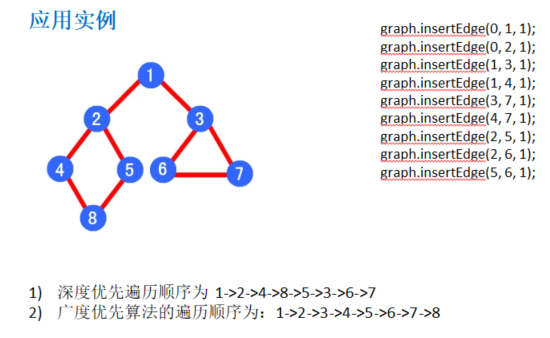 应用实例
graph.insertEdge(0, 1, 1);
graph.insertEdge(0, 2, 1);
graph.insertEdge(1, 3, 1);
graph.insertEdge(1, 4, 1);
graph.insertEdge(3, 7, 1);
graph.insertEdge(4, 7, 1);
graph.insertEdge(2, 5, 1);
graph.insertEdge(2, 6, 1);
graph.insertEdge(5, 6, 1);
1
2 3
4 5 6 7
8
1) 深度优先遍历顺序为 1->2->4->8->5->3->6->7
2) 广度优先算法的遍历顺序为：1->2->3->4->5->6->7->8